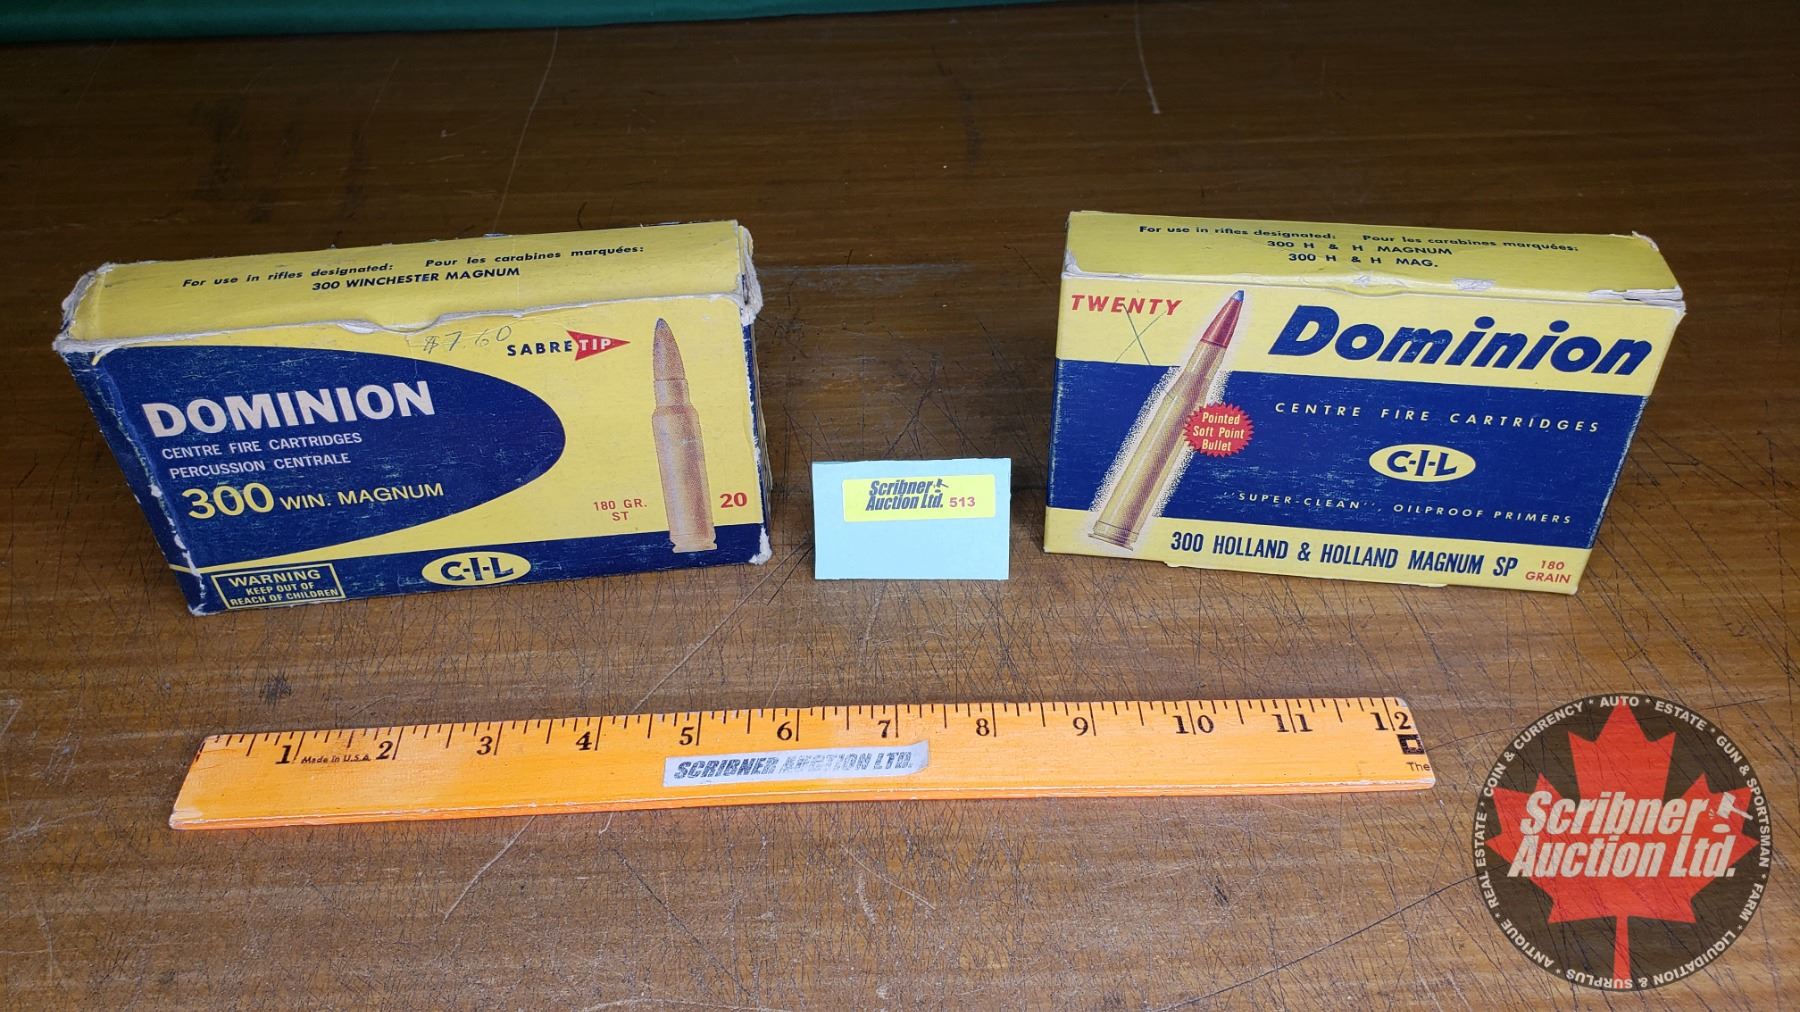 For use in rifles designated: Pour les carabines marquées:
300 WINCHESTER MAGNUM
$7.60
SABRE TIP
DOMINION
CENTRE FIRE CARTRIDGES
PERCUSSION CENTRALE
300 WIN. MAGNUM
180 GR.
ST
20
C-I-L
WARNING
KEEP OUT OF
REACH OF CHILDREN
Scribner
Auction Ltd. 513
For use in rifles designated: Pour les carabines marquées:
300 H & H MAGNUM
300 H & H MAG.
TWENTY
Dominion
Pointed
Soft Point
Bullet
CENTRE FIRE CARTRIDGES
C-I-L
"SUPER-CLEAN", OILPROOF PRIMERS
300 HOLLAND & HOLLAND MAGNUM SP
180
GRAIN
1 2 3 4 5 6 7 8 9 10 11 12
Made in U.S.A.
SCRIBNER AUCTION LTD.
The
REAL ESTATE * COIN & CURRENCY * AUTO * ESTATE * GUN & SPORTSMAN * FARM * LIQUIDATION & SURPLUS * ANTIQUE *
Scribner
Auction Ltd.